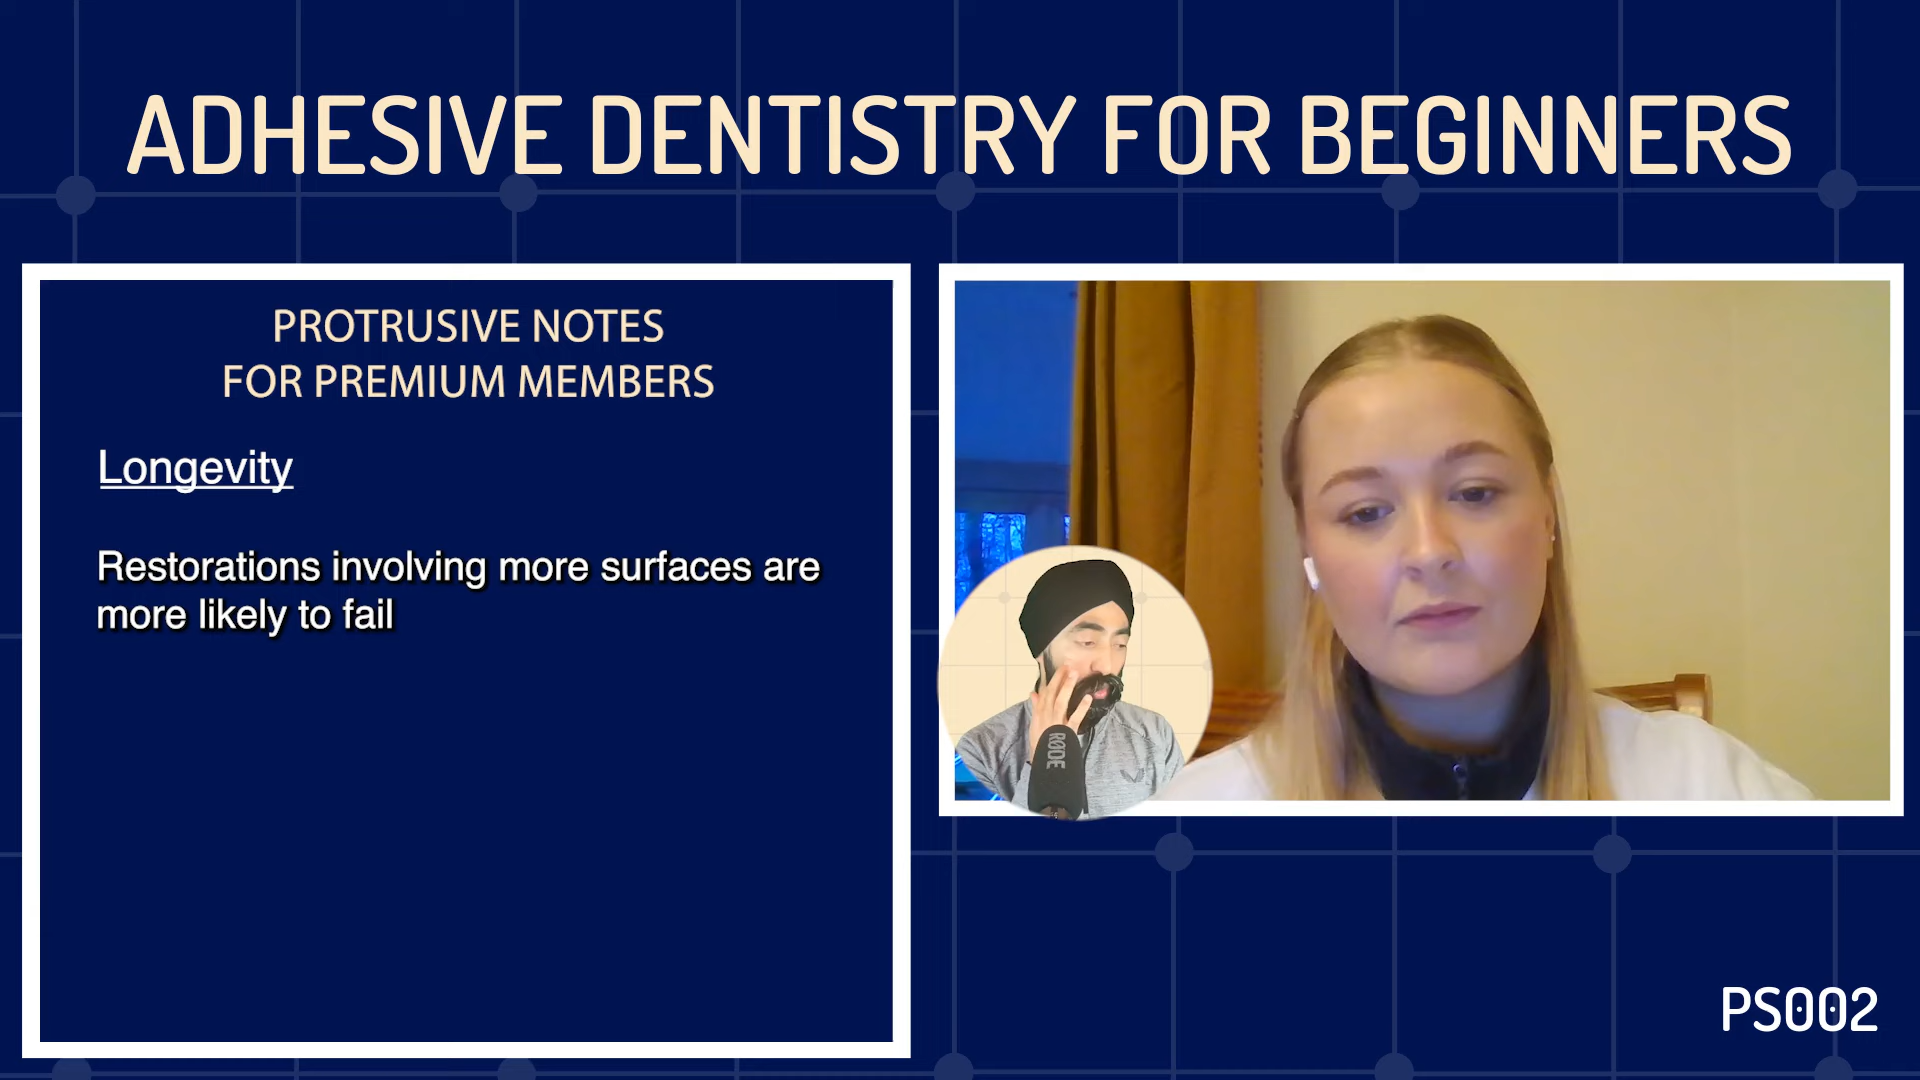 ADHESIVE DENTISTRY FOR BEGINNERS
PROTRUSIVE NOTES
FOR PREMIUM MEMBERS
Longevity
Restorations involving more surfaces are
more likely to fail
RØDE
PS002